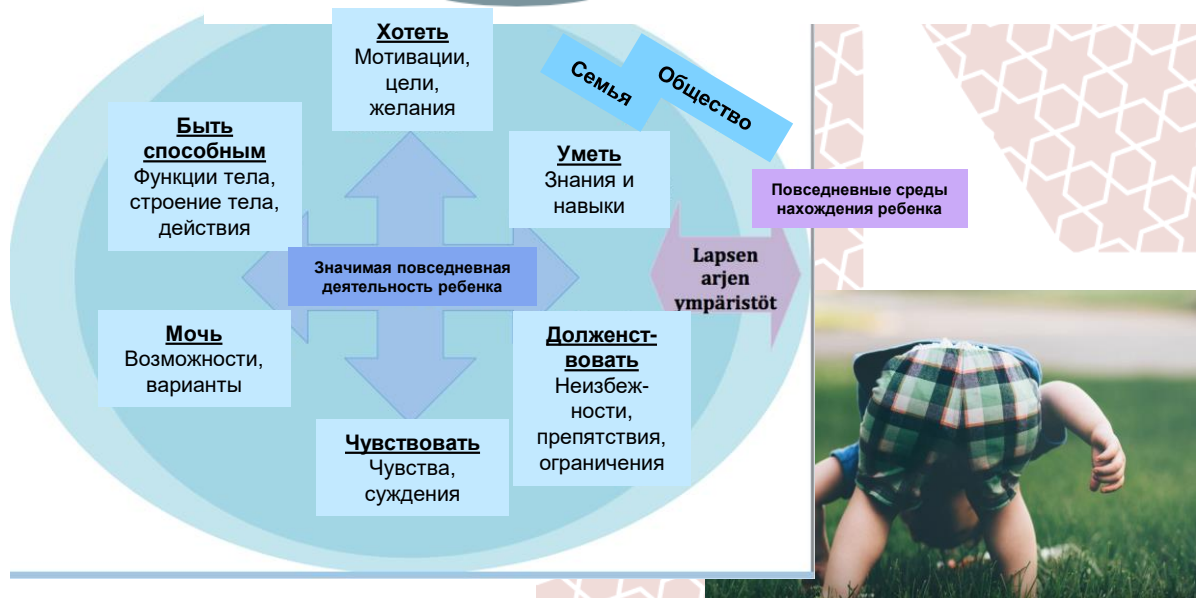 Хотеть
Мотивации,
цели,
желания
Семья
Общество
Быть
способным
Функции тела,
строение тела,
действия
Уметь
Знания и
навыки
Повседневные среды
нахождения ребенка
Значимая повседневная
деятельность ребенка
Lapsen
arjen
ympäristöt
Мочь
Возможности,
варианты
Долженст-
вовать
Неизбеж-
ности,
препятствия,
ограничения
Чувствовать
Чувства,
суждения